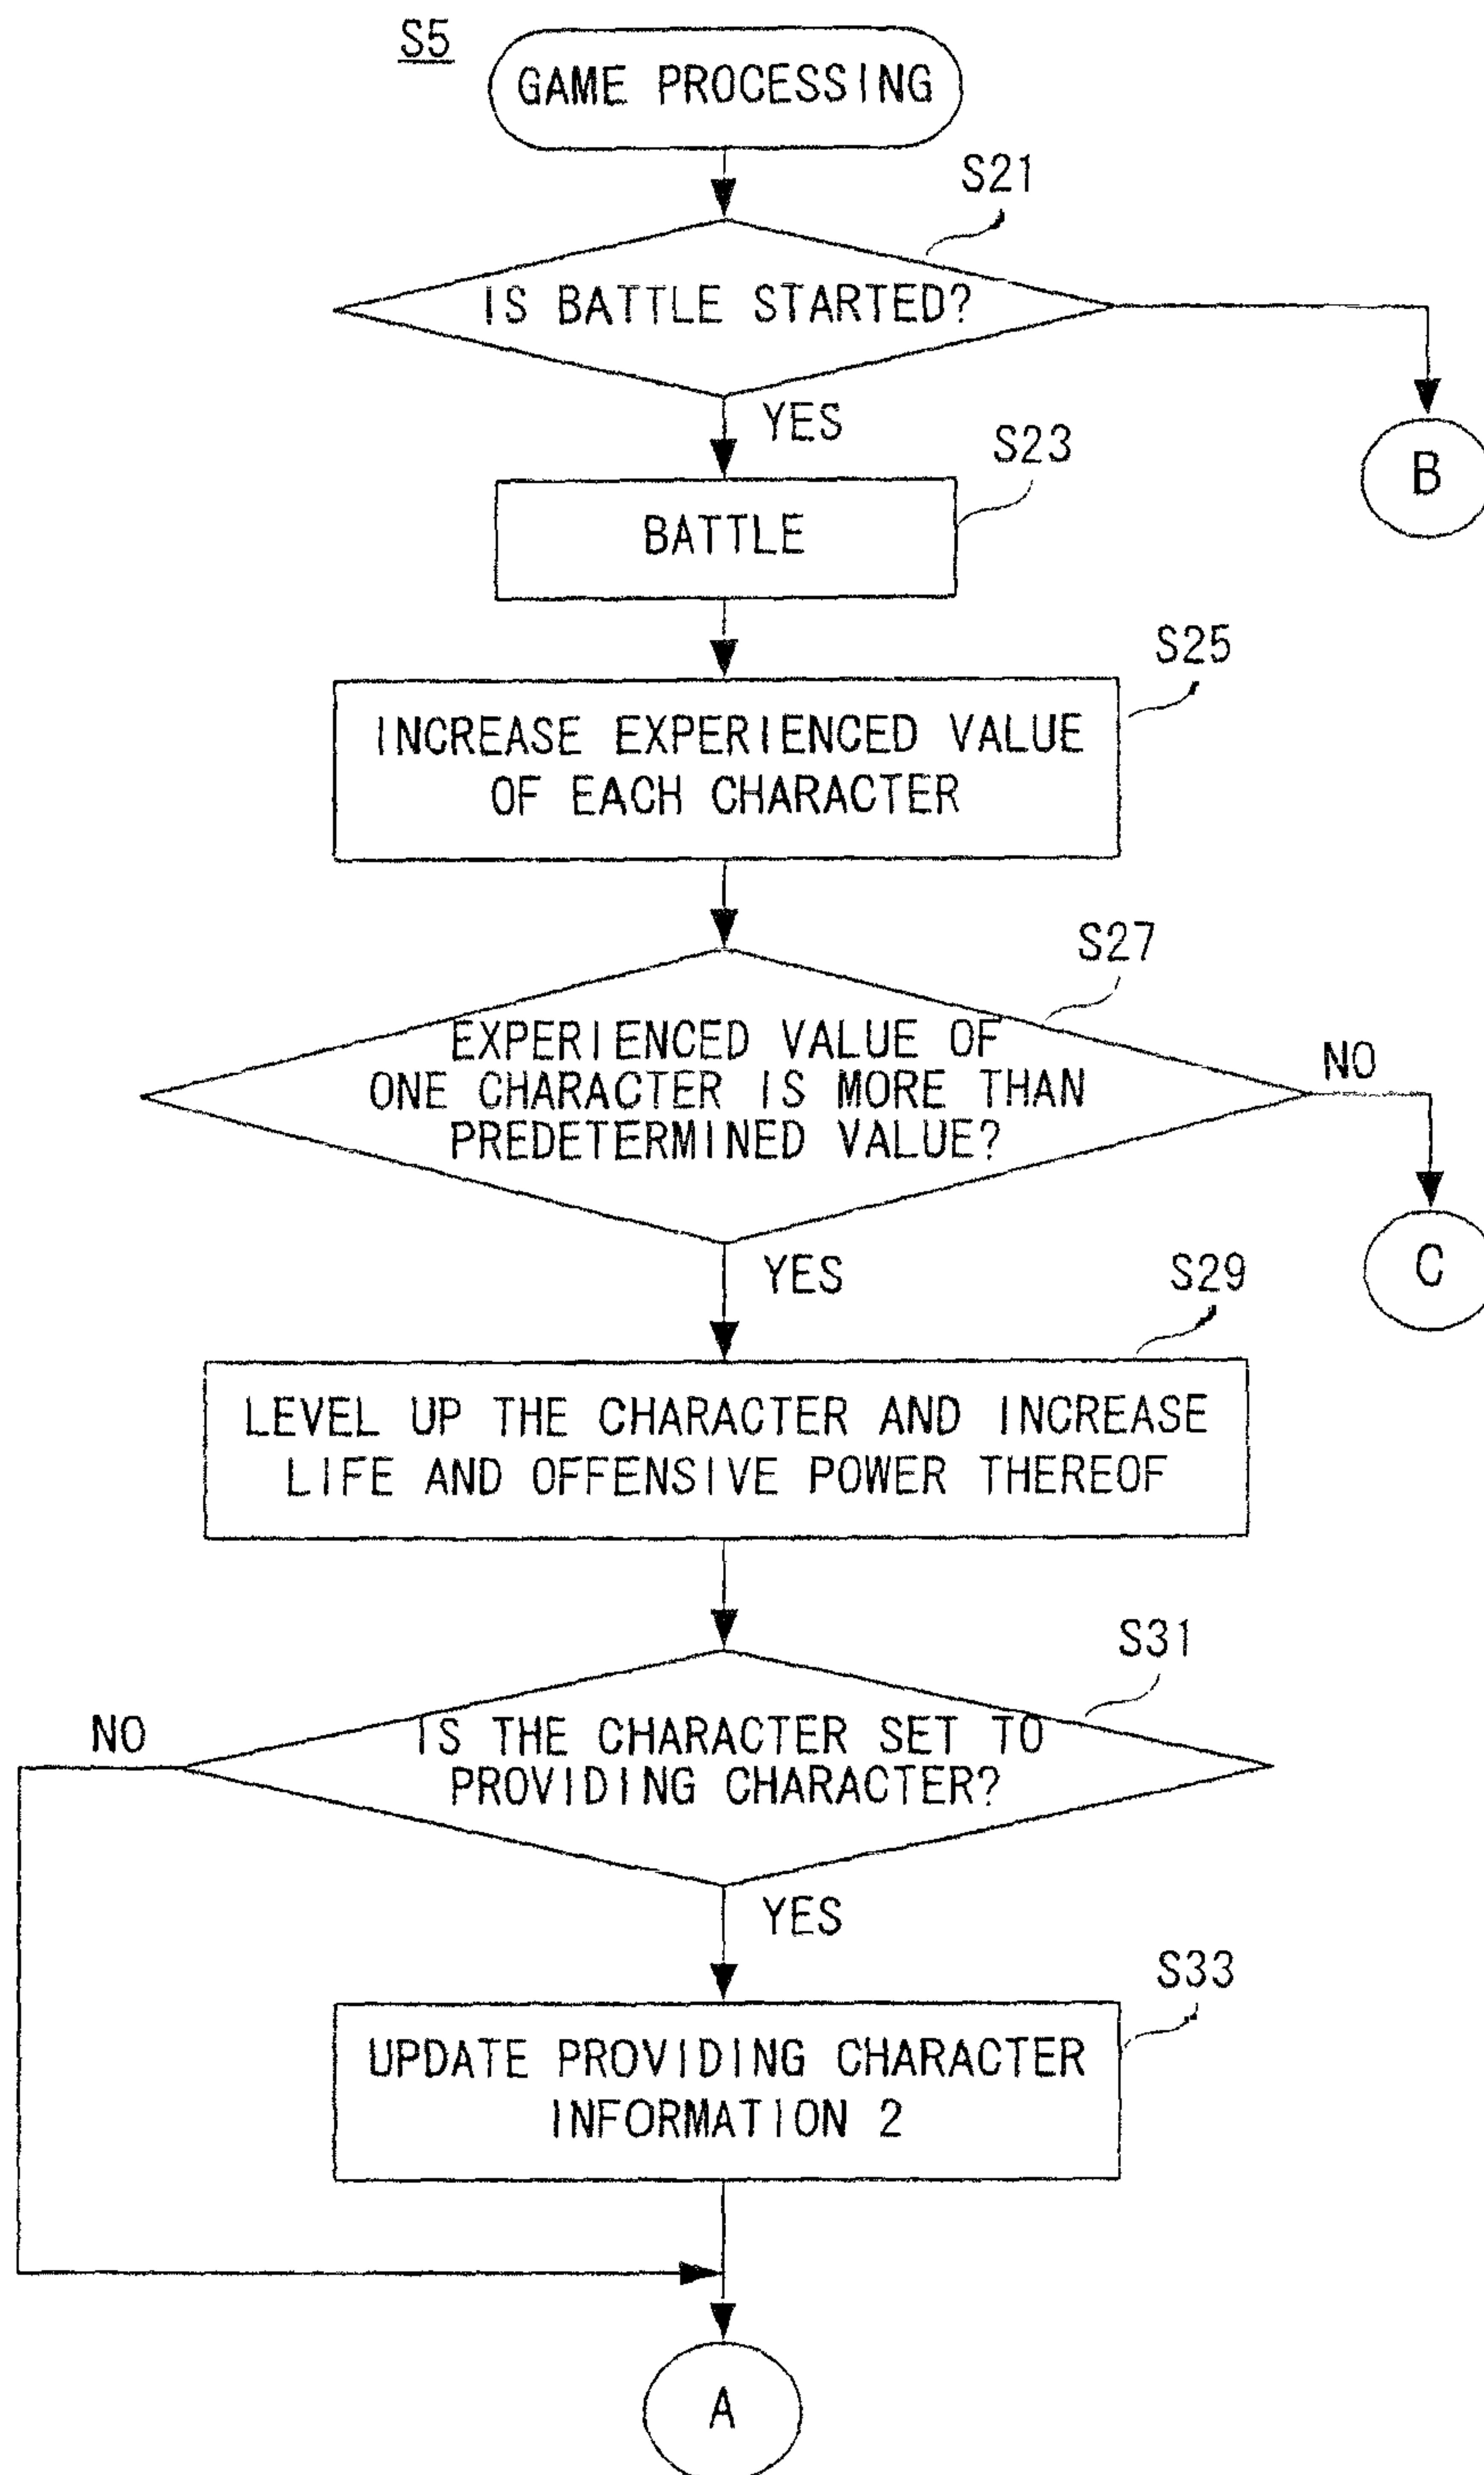 S5
GAME PROCESSING
S21
IS BATTLE STARTED?
YES
B
S23
BATTLE
S25
INCREASE EXPERIENCED VALUE
OF EACH CHARACTER
S27
EXPERIENCED VALUE OF
ONE CHARACTER IS MORE THAN
PREDETERMINED VALUE?
NO
YES
C
S29
LEVEL UP THE CHARACTER AND INCREASE
LIFE AND OFFENSIVE POWER THEREOF
S31
NO
IS THE CHARACTER SET TO
PROVIDING CHARACTER?
YES
S33
UPDATE PROVIDING CHARACTER
INFORMATION 2
A